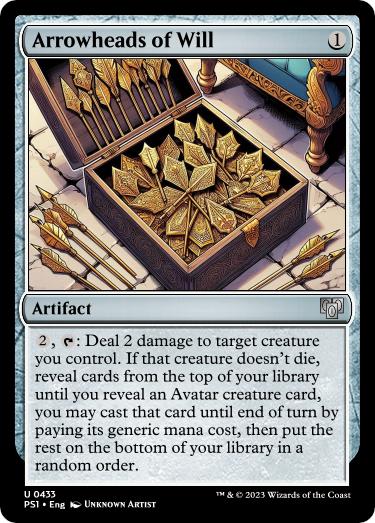 Arrowheads of Will 1
Artifact
2, T: Deal 2 damage to target creature
you control. If that creature doesn't die,
reveal cards from the top of your library
until you reveal an Avatar creature card,
you may cast that card until end of turn by
paying its generic mana cost, then put the
rest on the bottom of your library in a
random order.
U 0433
PS1 • Eng Unknown Artist
™ & © 2023 Wizards of the Coast